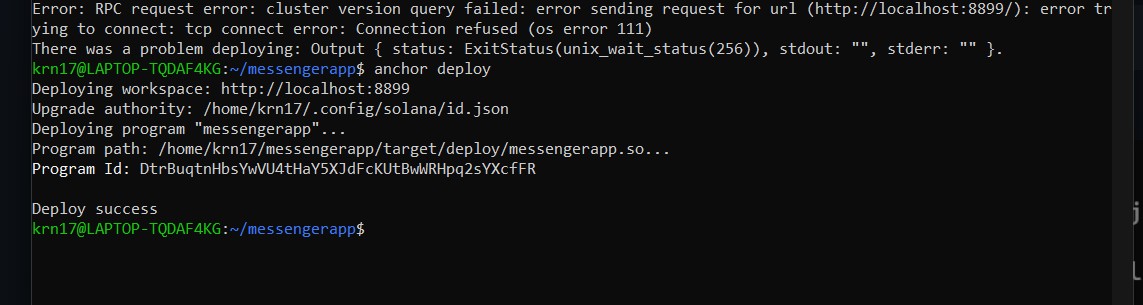 Error: RPC request error: cluster version query failed: error sending request for url (http://localhost:8899/): error tr
ying to connect: tcp connect error: Connection refused (os error 111)
There was a problem deploying: Output { status: ExitStatus(unix_wait_status(256)), stdout: "", stderr: "" }.
krn17@LAPTOP-TQDAF4KG:~/messengerapp$ anchor deploy
Deploying workspace: http://localhost:8899
Upgrade authority: /home/krn17/.config/solana/id.json
Deploying program "messengerapp"...
Program path: /home/krn17/messengerapp/target/deploy/messengerapp.so...
Program Id: DtrBuqtnHbsYwVU4tHaY5XJdFcKUtBwWRHpq2sYXcfFR
Deploy success
krn17@LAPTOP-TQDAF4KG:~/messengerapp$